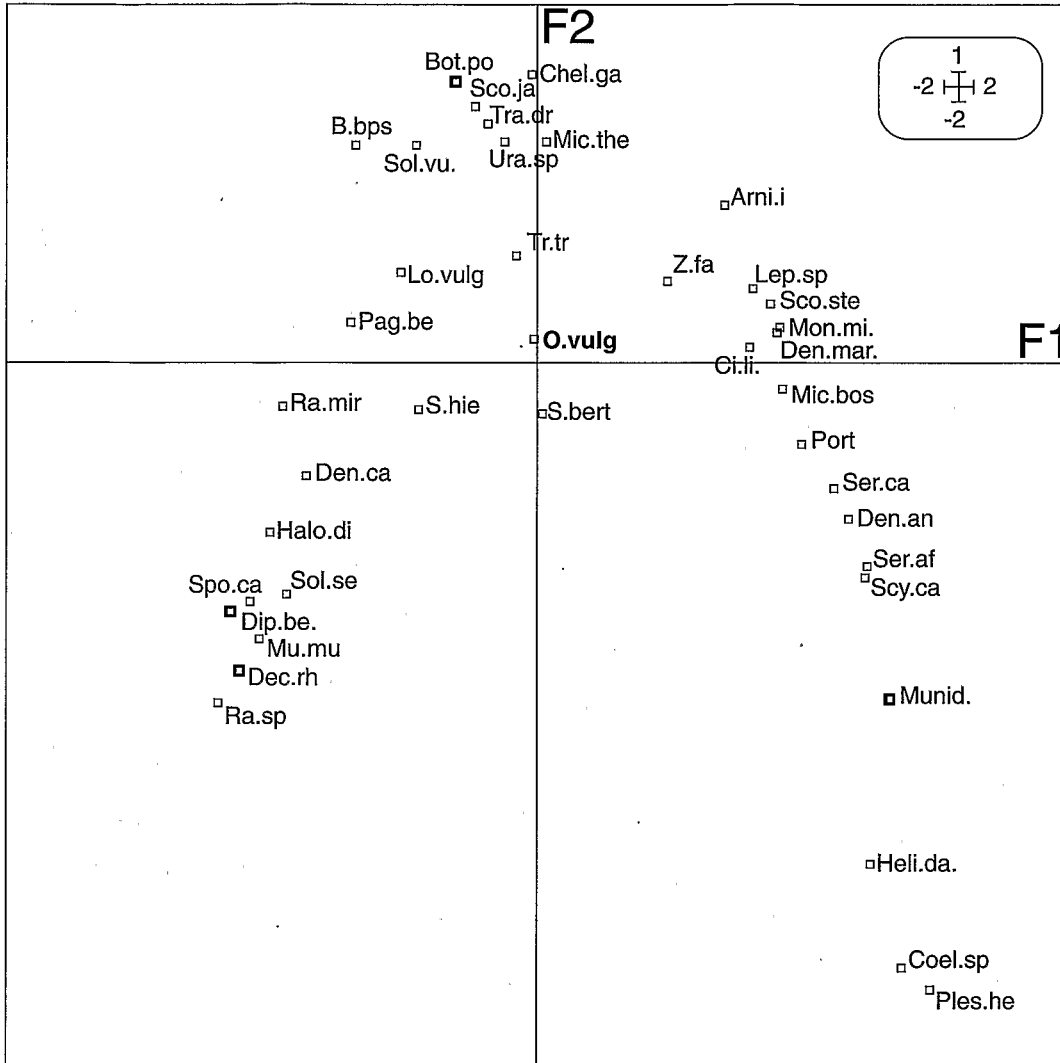 F2
1
-2 2
-2
Bot.po
Chel.ga
Sco.ja
Tra.dr
B.bps
Mic.the
Sol.vu.
Ura.sp
Arni.i
Tr.tr
Z.fa
Lo.vulg
Lep.sp
Sco.ste
Pag.be
Mon.mi.
O.vulg
F1
Den.mar.
Ci.li.
Mic.bos
Ra.mir
S.hie
S.bert
Port
Den.ca
Ser.ca
Den.an
Halo.di
Ser.af
Spo.ca
Sol.se
Scy.ca
Dip.be.
Mu.mu
Dec.rh
Munid.
Ra.sp
Heli.da.
Coel.sp
Ples.he